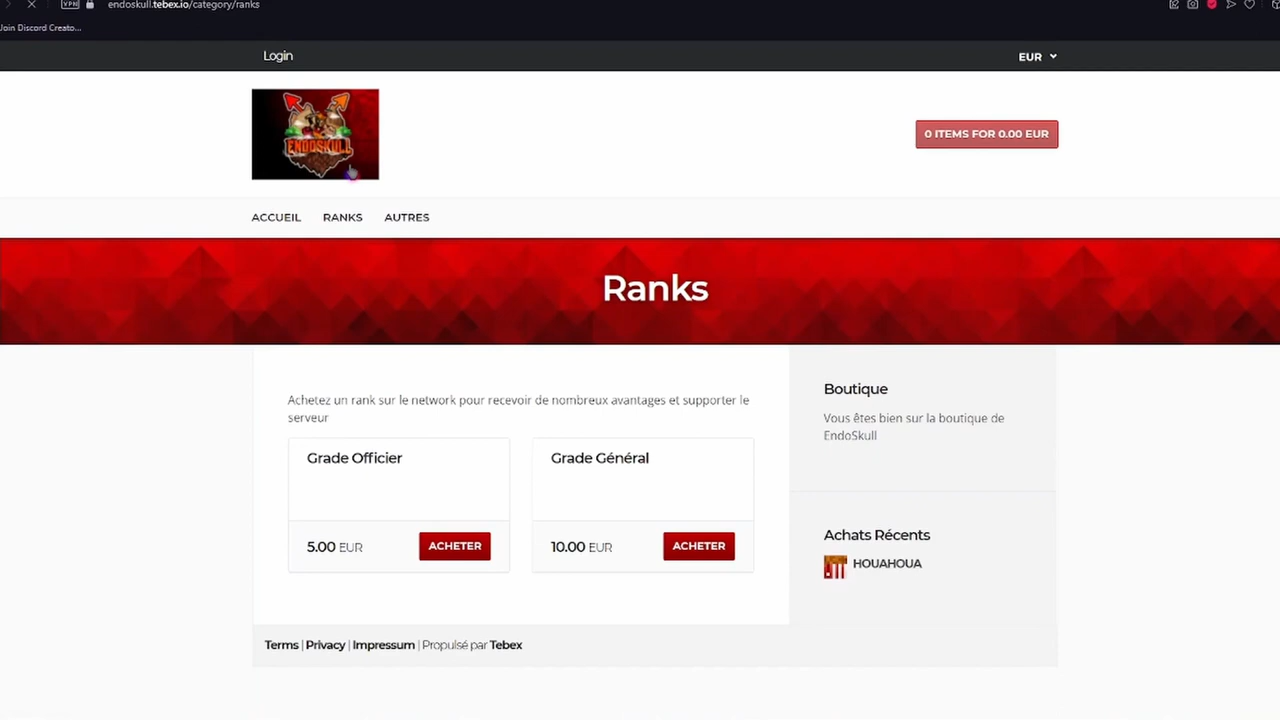 VPN
endoskull.tebex.io/category/ranks
Join Discord Creato...
Login
EUR
ENDOSKULL
0 ITEMS FOR 0.00 EUR
ACCUEIL RANKS AUTRES
Ranks
Achetez un rank sur le network pour recevoir de nombreux avantages et supporter le
serveur
Grade Officier
5.00 EUR ACHETER
Grade Général
10.00 EUR ACHETER
Boutique
Vous êtes bien sur la boutique de
EndoSkull
Achats Récents
HOUAHOUA
Terms | Privacy | Impressum | Propulsé par Tebex